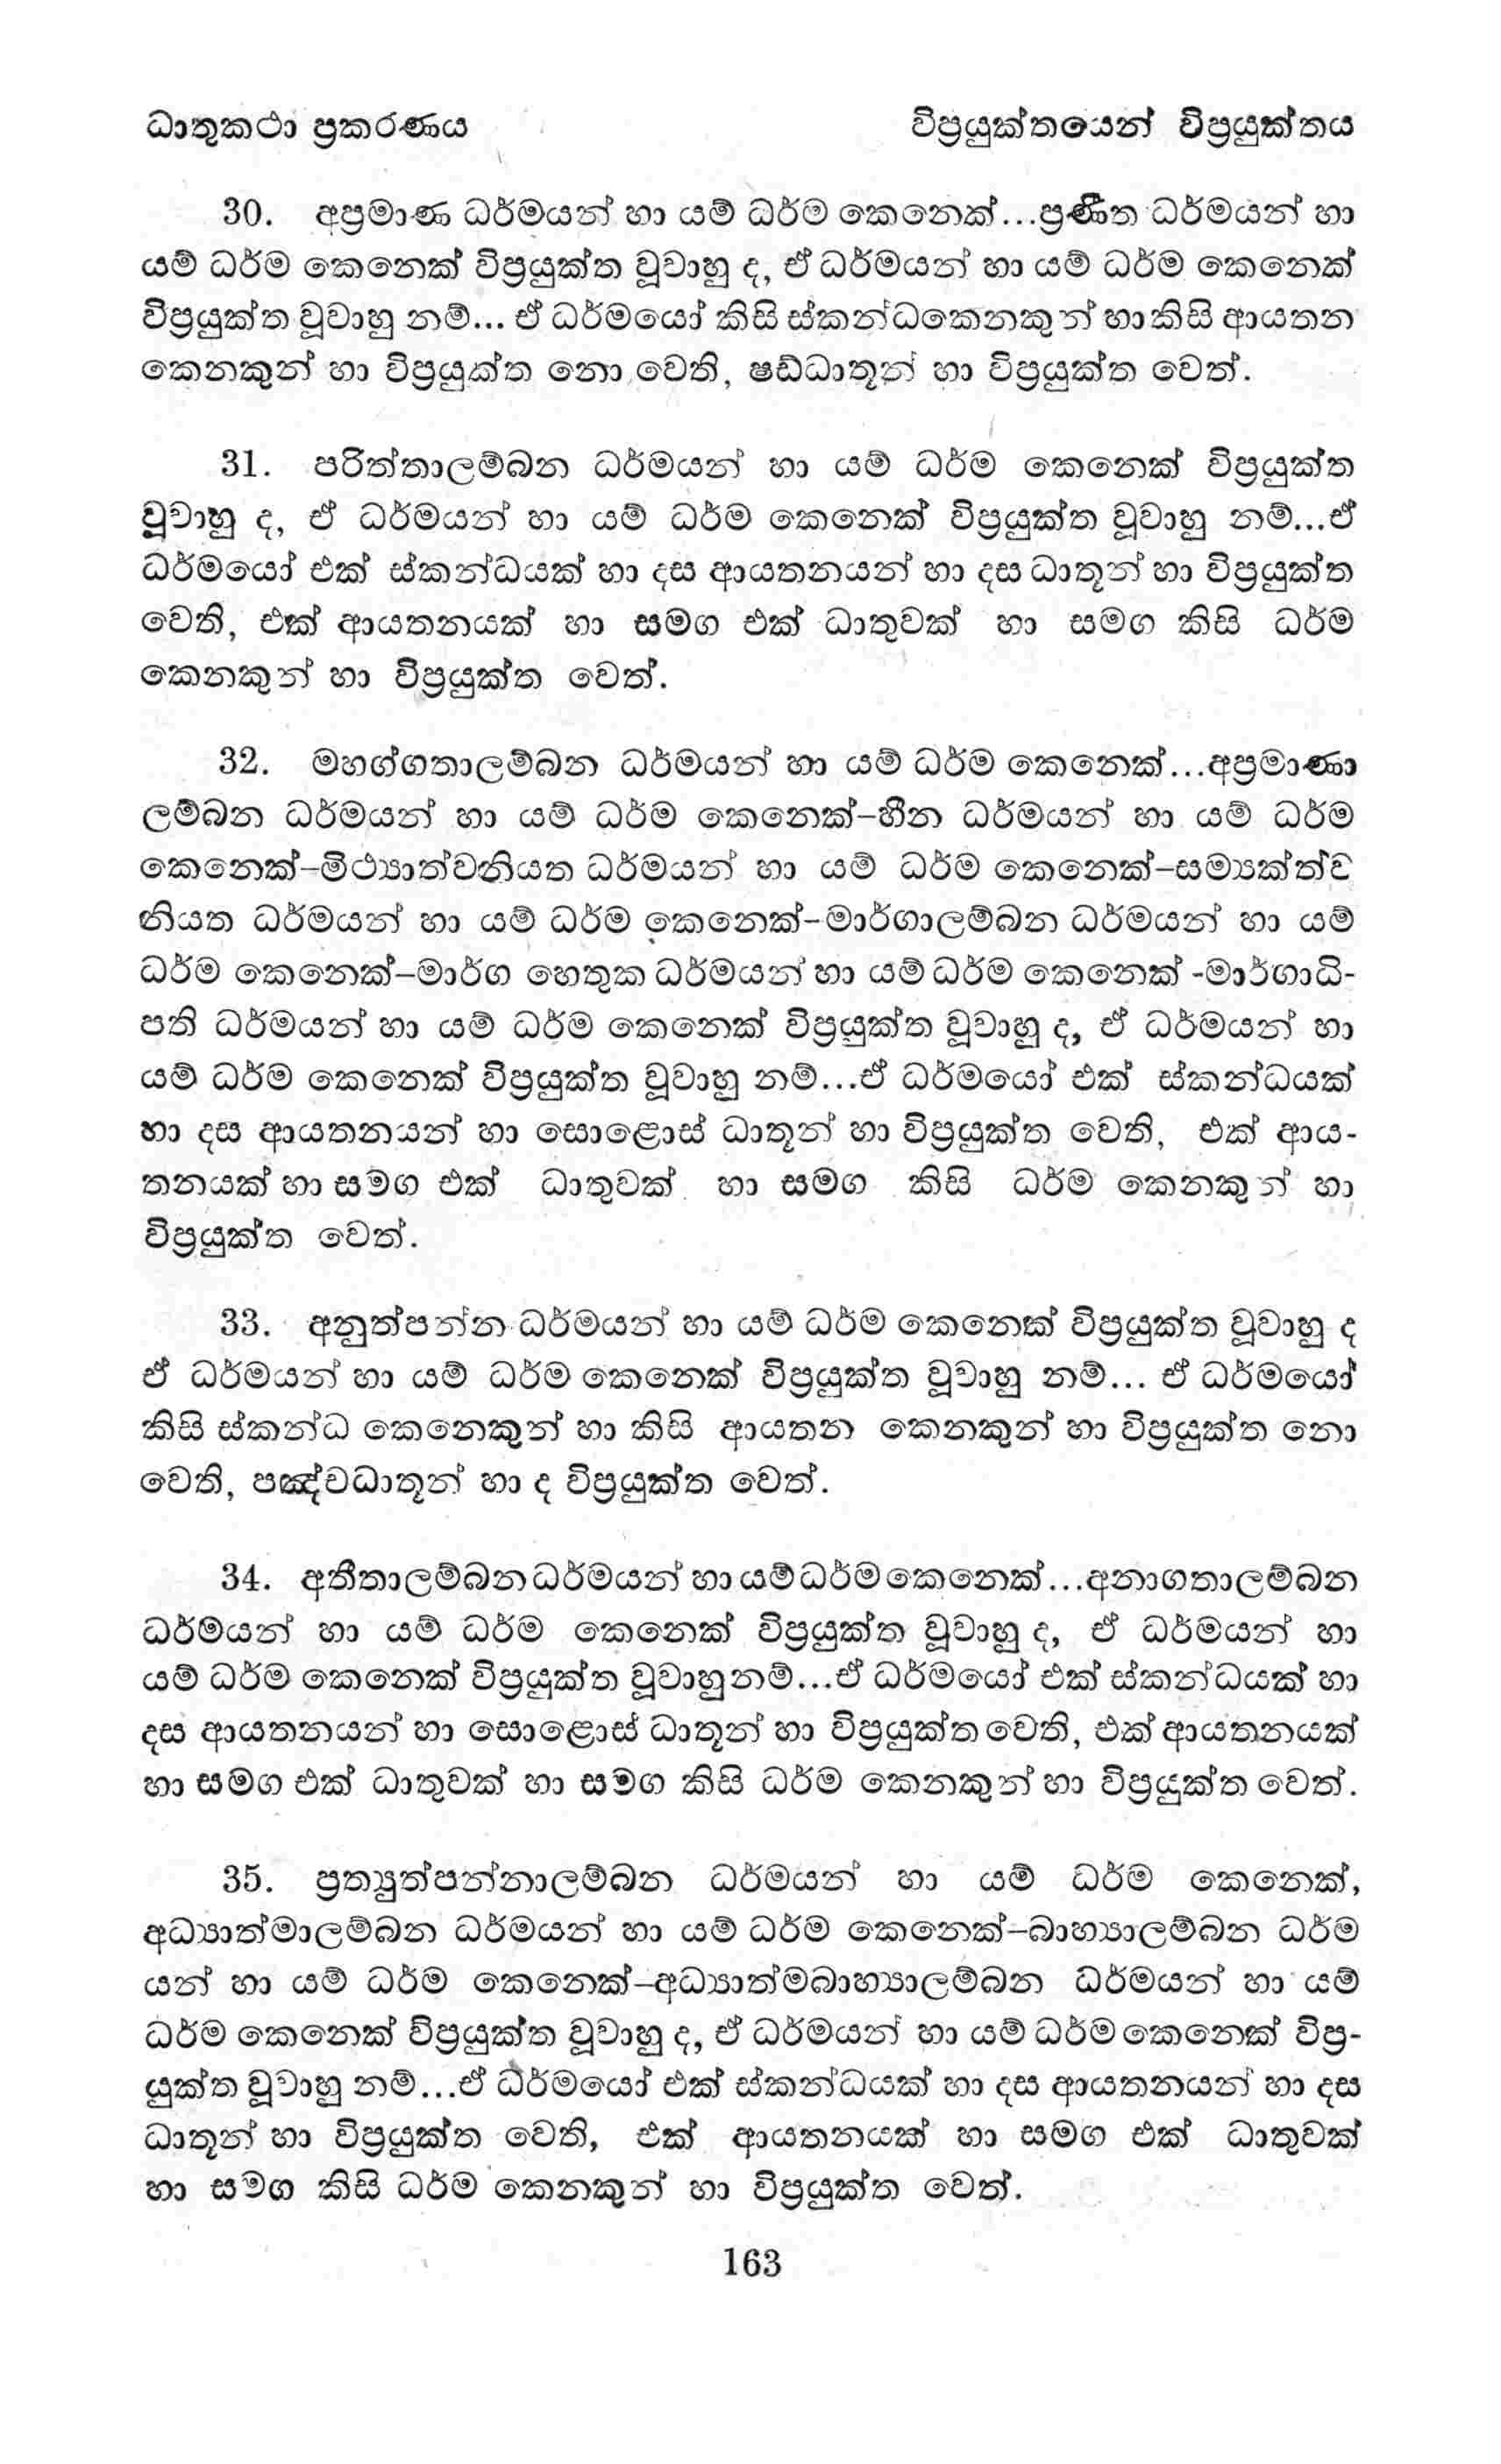 ධාතුකථා ප්‍රකරණය විප්‍රයුක්තයෙන් විප්‍රයුක්තය
30. අප්‍රමාණ ධර්මයන් හා යම් ධර්ම කෙනෙක්...ප්‍රණීත ධර්මයන් හා
යම් ධර්ම කෙනෙක් විප්‍රයුක්ත වූවාහු ද, ඒ ධර්මයන් හා යම් ධර්ම කෙනෙක්
විප්‍රයුක්ත වූවාහු නම්... ඒ ධර්මයෝ කිසි ස්කන්ධකෙනකුන් හා කිසි ආයතන
කෙනකුන් හා විප්‍රයුක්ත නො වෙති, ෂඩ්ධාතූන් හා විප්‍රයුක්ත වෙත්.
31. පරිත්තාලම්බන ධර්මයන් හා යම් ධර්ම කෙනෙක් විප්‍රයුක්ත
වූවාහු ද, ඒ ධර්මයන් හා යම් ධර්ම කෙනෙක් විප්‍රයුක්ත වූවාහු නම්...ඒ
ධර්මයෝ එක් ස්කන්ධයක් හා දස ආයතනයන් හා දස ධාතූන් හා විප්‍රයුක්ත
වෙති, එක් ආයතනයක් හා සමග එක් ධාතුවක් හා සමග කිසි ධර්ම
කෙනකුන් හා විප්‍රයුක්ත වෙත්.
32. මහග්ගතාලම්බන ධර්මයන් හා යම් ධර්ම කෙනෙක්...අප්‍රමාණා
ලම්බන ධර්මයන් හා යම් ධර්ම කෙනෙක්–හීන ධර්මයන් හා යම් ධර්ම
කෙනෙක්–මිථ්‍යාත්වනියත ධර්මයන් හා යම් ධර්ම කෙනෙක්–සම්‍යක්ත්ව
නියත ධර්මයන් හා යම් ධර්ම කෙනෙක්–මාර්ගාලම්බන ධර්මයන් හා යම්
ධර්ම කෙනෙක්–මාර්ග හෙතුක ධර්මයන් හා යම් ධර්ම කෙනෙක් -මාර්ගාධි-
පති ධර්මයන් හා යම් ධර්ම කෙනෙක් විප්‍රයුක්ත වූවාහු ද, ඒ ධර්මයන් හා
යම් ධර්ම කෙනෙක් විප්‍රයුක්ත වූවාහු නම්...ඒ ධර්මයෝ එක් ස්කන්ධයක්
හා දස ආයතනයන් හා සොළොස් ධාතූන් හා විප්‍රයුක්ත වෙති, එක් ආය-
තනයක් හා සමග එක් ධාතුවක් හා සමග කිසි ධර්ම කෙනකුන් හා
විප්‍රයුක්ත වෙත්.
33. අනුත්පන්න ධර්මයන් හා යම් ධර්ම කෙනෙක් විප්‍රයුක්ත වූවාහු ද
ඒ ධර්මයන් හා යම් ධර්ම කෙනෙක් විප්‍රයුක්ත වූවාහු නම්... ඒ ධර්මයෝ
කිසි ස්කන්ධ කෙනෙකුන් හා කිසි ආයතන කෙනකුන් හා විප්‍රයුක්ත නො
වෙති, පඤ්චධාතූන් හා ද විප්‍රයුක්ත වෙත්.
34. අතීතාලම්බන ධර්මයන් හා යම් ධර්ම කෙනෙක්...අනාගතාලම්බන
ධර්මයන් හා යම් ධර්ම කෙනෙක් විප්‍රයුක්ත වූවාහු ද, ඒ ධර්මයන් හා
යම් ධර්ම කෙනෙක් විප්‍රයුක්ත වූවාහු නම්...ඒ ධර්මයෝ එක් ස්කන්ධයක් හා
දස ආයතනයන් හා සොළොස් ධාතූන් හා විප්‍රයුක්ත වෙති, එක් ආයතනයක්
හා සමග එක් ධාතුවක් හා සමග කිසි ධර්ම කෙනකුන් හා විප්‍රයුක්ත වෙත්.
35. ප්‍රත්‍යුත්පන්නාලම්බන ධර්මයන් හා යම් ධර්ම කෙනෙක්,
අධ්‍යාත්මාලම්බන ධර්මයන් හා යම් ධර්ම කෙනෙක්–බාහ්‍යාලම්බන ධර්ම
යන් හා යම් ධර්ම කෙනෙක්–අධ්‍යාත්මබාහ්‍යාලම්බන ධර්මයන් හා යම්
ධර්ම කෙනෙක් විප්‍රයුක්ත වූවාහු ද, ඒ ධර්මයන් හා යම් ධර්ම කෙනෙක් විප්‍ර-
යුක්ත වූවාහු නම්...ඒ ධර්මයෝ එක් ස්කන්ධයක් හා දස ආයතනයන් හා දස
ධාතූන් හා විප්‍රයුක්ත වෙති, එක් ආයතනයක් හා සමග එක් ධාතුවක්
හා සමග කිසි ධර්ම කෙනකුන් හා විප්‍රයුක්ත වෙත්.
163